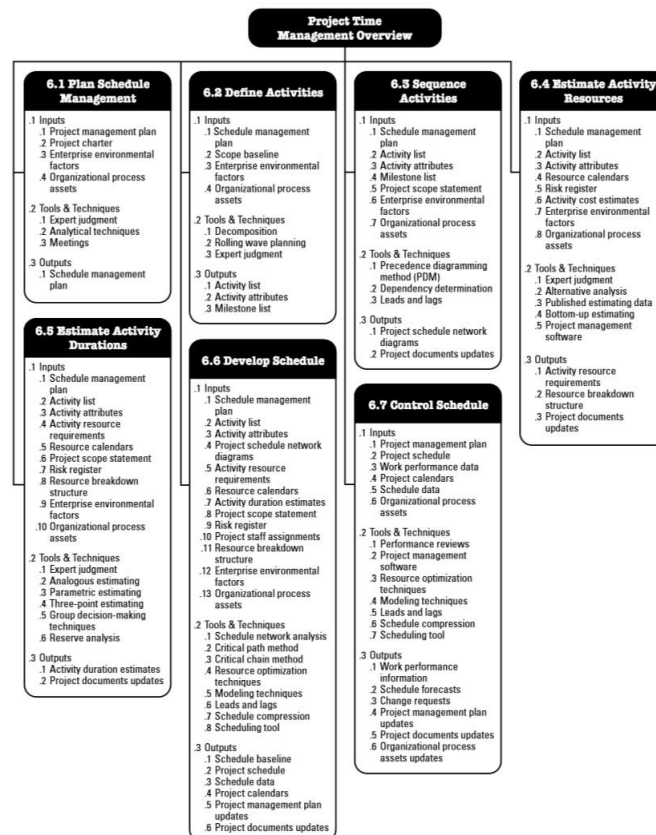 Project Time
Management Overview
6.1 Plan Schedule
Management
.1 Inputs
.1 Project management plan
.2 Project charter
.3 Enterprise environmental
factors
.4 Organizational process
assets
.2 Tools & Techniques
.1 Expert judgment
.2 Analytical techniques
.3 Meetings
.3 Outputs
.1 Schedule management
plan
6.2 Define Activities
.1 Inputs
.1 Schedule management
plan
.2 Scope baseline
.3 Enterprise environmental
factors
.4 Organizational process
assets
.2 Tools & Techniques
.1 Decomposition
.2 Rolling wave planning
.3 Expert judgment
.3 Outputs
.1 Activity list
.2 Activity attributes
.3 Milestone list
6.3 Sequence
Activities
.1 Inputs
.1 Schedule management
plan
.2 Activity list
.3 Activity attributes
.4 Milestone list
.5 Project scope statement
.6 Enterprise environmental
factors
.7 Organizational process
assets
.2 Tools & Techniques
.1 Precedence diagramming
method (PDM)
.2 Dependency determination
.3 Leads and lags
.3 Outputs
.1 Project schedule network
diagrams
.2 Project documents updates
6.4 Estimate Activity
Resources
.1 Inputs
.1 Schedule management
plan
.2 Activity list
.3 Activity attributes
.4 Resource calendars
.5 Risk register
.6 Activity cost estimates
.7 Enterprise environmental
factors
.8 Organizational process
assets
.2 Tools & Techniques
.1 Expert judgment
.2 Alternative analysis
.3 Published estimating data
.4 Bottom-up estimating
.5 Project management
software
.3 Outputs
.1 Activity resource
requirements
.2 Resource breakdown
structure
.3 Project documents
updates
6.5 Estimate Activity
Durations
.1 Inputs
.1 Schedule management
plan
.2 Activity list
.3 Activity attributes
.4 Activity resource
requirements
.5 Resource calendars
.6 Project scope statement
.7 Risk register
.8 Resource breakdown
structure
.9 Enterprise environmental
factors
.10 Organizational process
assets
.2 Tools & Techniques
.1 Expert judgment
.2 Analogous estimating
.3 Parametric estimating
.4 Three-point estimating
.5 Group decision-making
techniques
.6 Reserve analysis
.3 Outputs
.1 Activity duration estimates
.2 Project documents updates
6.6 Develop Schedule
.1 Inputs
.1 Schedule management
plan
.2 Activity list
.3 Activity attributes
.4 Project schedule network
diagrams
.5 Activity resource
requirements
.6 Resource calendars
.7 Activity duration estimates
.8 Project scope statement
.9 Risk register
.10 Project staff assignments
.11 Resource breakdown
structure
.12 Enterprise environmental
factors
.13 Organizational process
assets
.2 Tools & Techniques
.1 Schedule network analysis
.2 Critical path method
.3 Critical chain method
.4 Resource optimization
techniques
.5 Modeling techniques
.6 Leads and lags
.7 Schedule compression
.8 Scheduling tool
.3 Outputs
.1 Schedule baseline
.2 Project schedule
.3 Schedule data
.4 Project calendars
.5 Project management plan
updates
.6 Project documents updates
6.7 Control Schedule
.1 Inputs
.1 Project management plan
.2 Project schedule
.3 Work performance data
.4 Project calendars
.5 Schedule data
.6 Organizational process
assets
.2 Tools & Techniques
.1 Performance reviews
.2 Project management
software
.3 Resource optimization
techniques
.4 Modeling techniques
.5 Leads and lags
.6 Schedule compression
.7 Scheduling tool
.3 Outputs
.1 Work performance
information
.2 Schedule forecasts
.3 Change requests
.4 Project management plan
updates
.5 Project documents updates
.6 Organizational process
assets updates